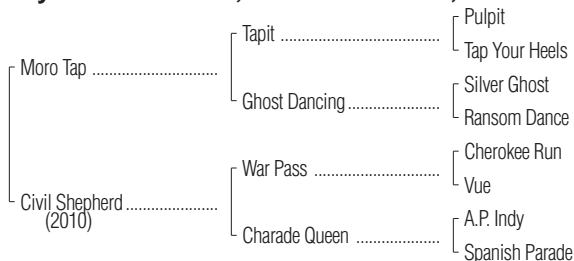 Pulpit
Tapit ..........................................
Tap Your Heels
Moro Tap ................................
Silver Ghost
Ghost Dancing........................
Ransom Dance
Cherokee Run
War Pass ................................
Vue
Civil Shepherd........................
(2010)
A.P. Indy
Charade Queen .....................
Spanish Parade